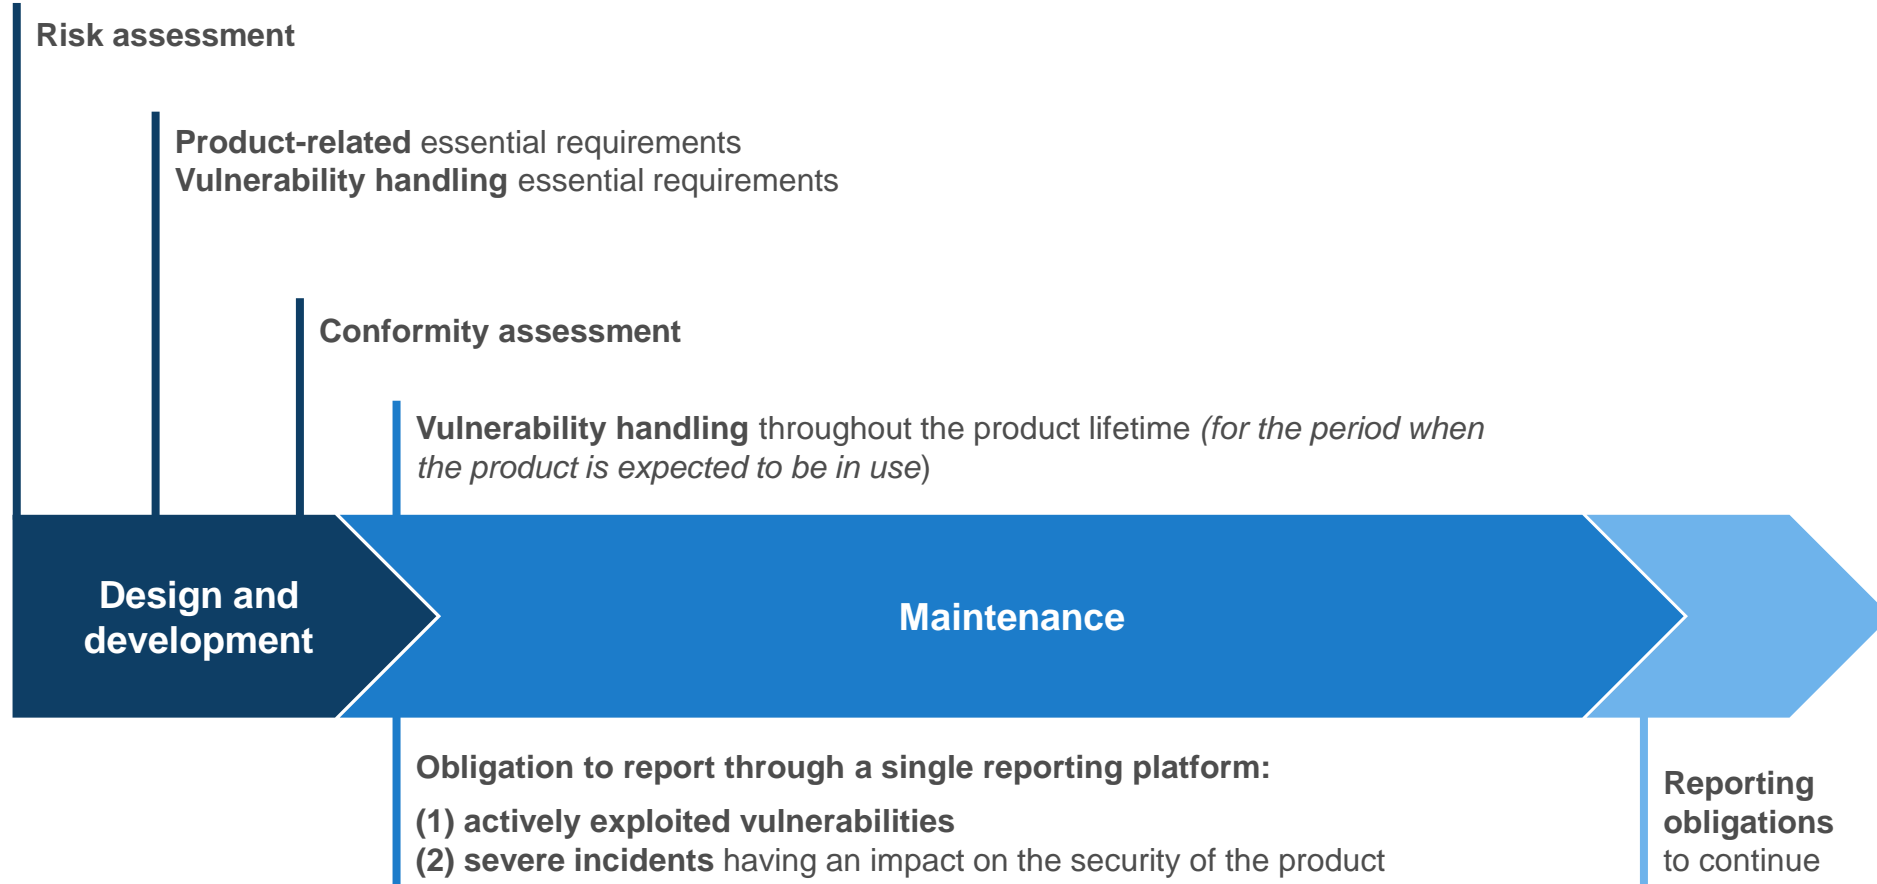 Risk assessment
Product-related essential requirements
Vulnerability handling essential requirements
Conformity assessment
Vulnerability handling throughout the product lifetime (for the period when
the product is expected to be in use)
Design and
development
Maintenance
Obligation to report through a single reporting platform:
(1) actively exploited vulnerabilities
(2) severe incidents having an impact on the security of the product
Reporting
obligations
to continue